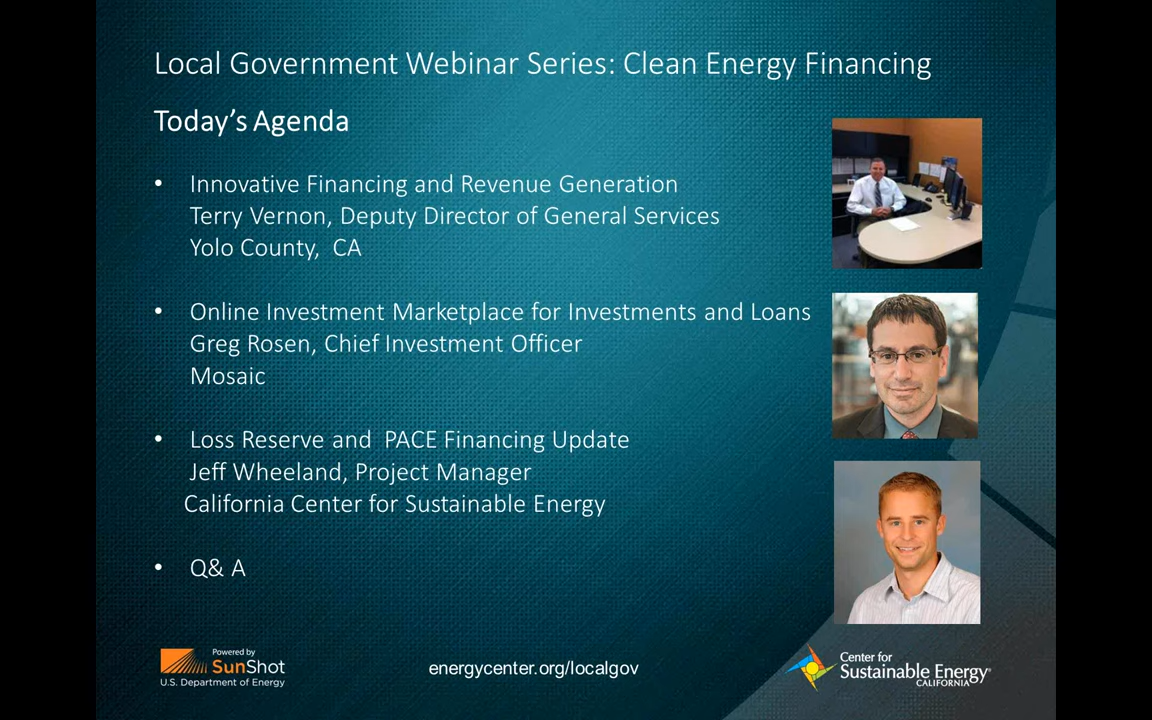 Local Government Webinar Series: Clean Energy Financing
Today's Agenda
• Innovative Financing and Revenue Generation
Terry Vernon, Deputy Director of General Services
Yolo County, CA
• Online Investment Marketplace for Investments and Loans
Greg Rosen, Chief Investment Officer
Mosaic
• Loss Reserve and PACE Financing Update
Jeff Wheeland, Project Manager
California Center for Sustainable Energy
• Q& A
Powered by
SunShot
U.S. Department of Energy
energycenter.org/localgov
Center for
Sustainable Energy®
CALIFORNIA